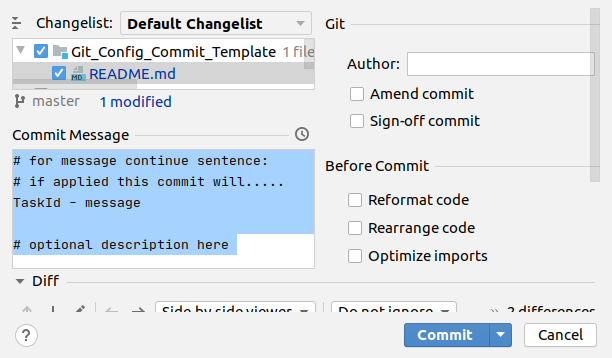 Changelist: Default Changelist
Git_Config_Commit_Template 1 file
MD README.md
master 1 modified
Commit Message
# for message continue sentence:
# if applied this commit will.....
TaskId - message
# optional description here
Diff
Side by side viewer Do not ignore 2 differences
Git
Author:
Amend commit
Sign-off commit
Before Commit
Reformat code
Rearrange code
Optimize imports
? Commit Cancel